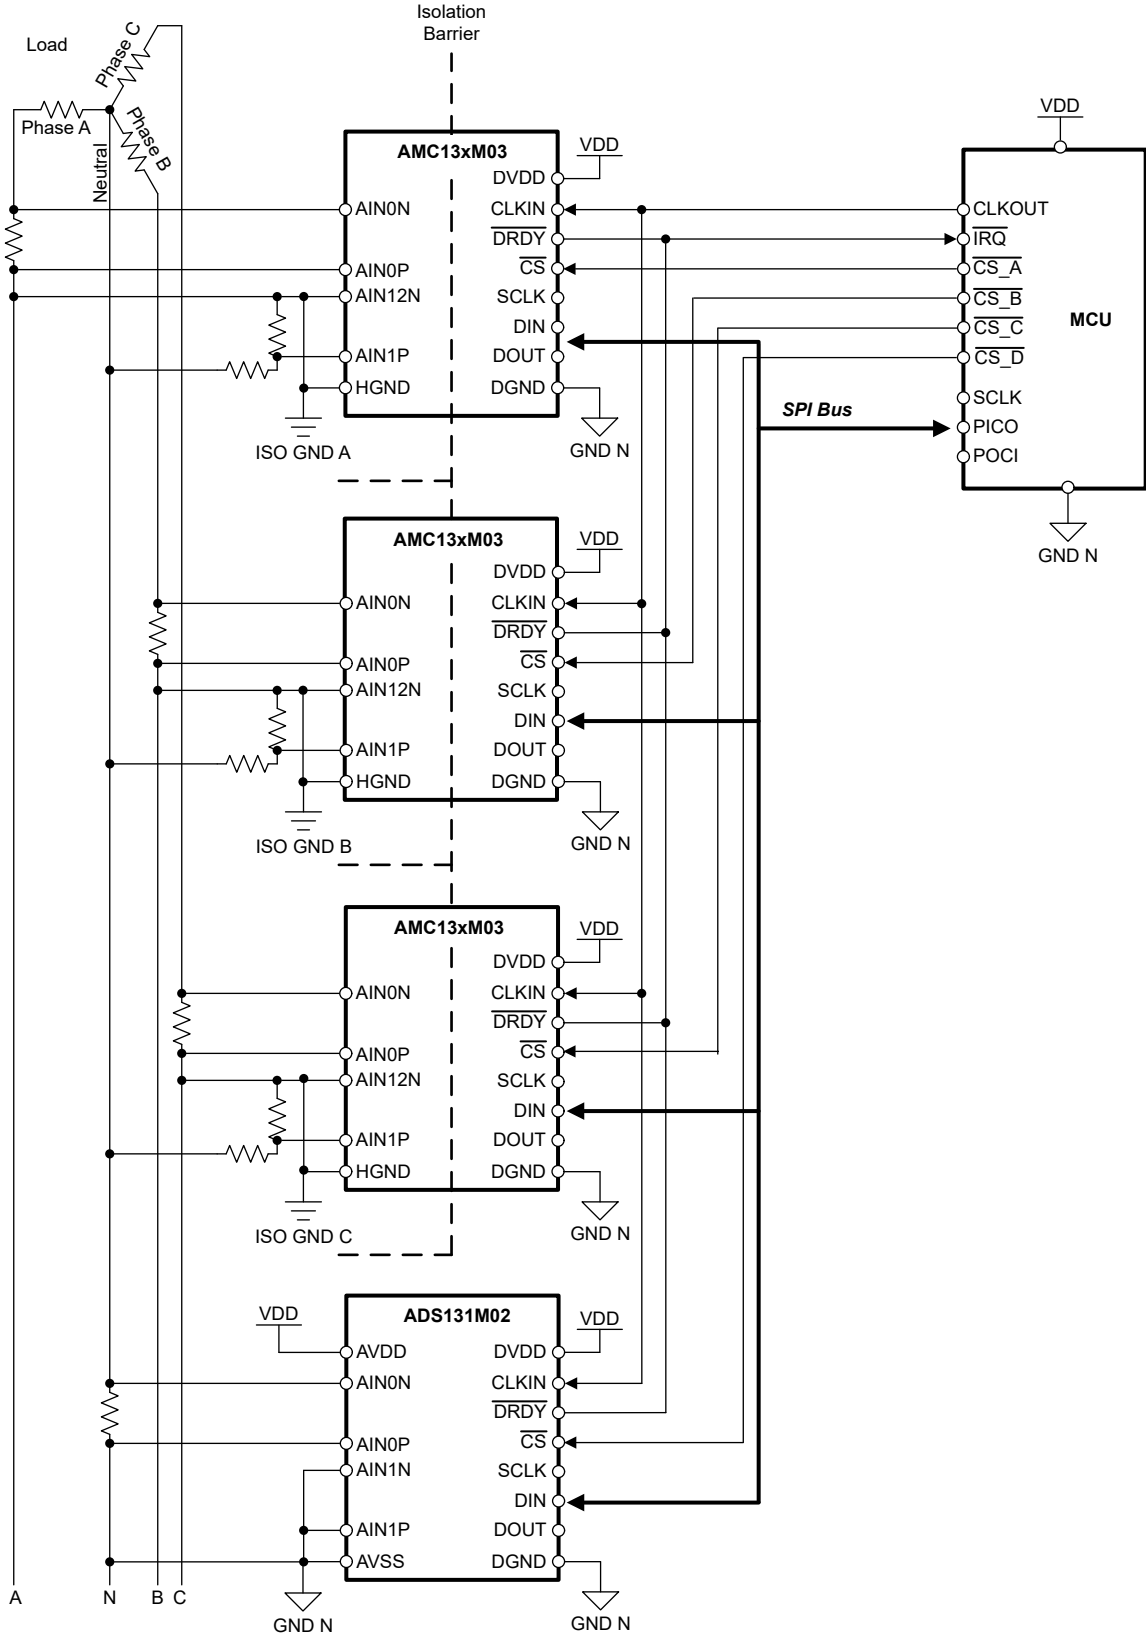 Isolation
Barrier
Load
Phase C
Phase A
Phase B
Neutral
AMC13xM03
VDD
DVDD
AIN0N
CLKIN
DRDY
AIN0P
CS
AIN12N
SCLK
DIN
AIN1P
DOUT
HGND
DGND
ISO GND A
GND N
VDD
CLKOUT
IRQ
CS_A
CS_B
CS_C
MCU
CS_D
SCLK
SPI Bus
PICO
POCI
GND N
AMC13xM03
VDD
DVDD
AIN0N
CLKIN
DRDY
AIN0P
CS
AIN12N
SCLK
DIN
AIN1P
DOUT
HGND
DGND
ISO GND B
GND N
AMC13xM03
VDD
DVDD
AIN0N
CLKIN
DRDY
AIN0P
CS
AIN12N
SCLK
DIN
AIN1P
DOUT
HGND
DGND
ISO GND C
GND N
VDD
ADS131M02
VDD
AVDD
DVDD
AIN0N
CLKIN
DRDY
AIN0P
CS
AIN1N
SCLK
DIN
AIN1P
DOUT
AVSS
DGND
A
N
B
C
GND N
GND N